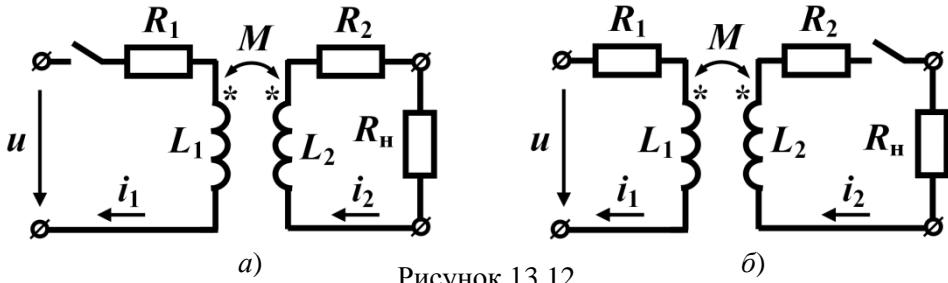 R₁ M R₂
* *
u L₁ L₂ Rн
i₁ i₂
а)
R₁ M R₂
* *
u L₁ L₂ Rн
i₁ i₂
б)
Рисунок 13.12